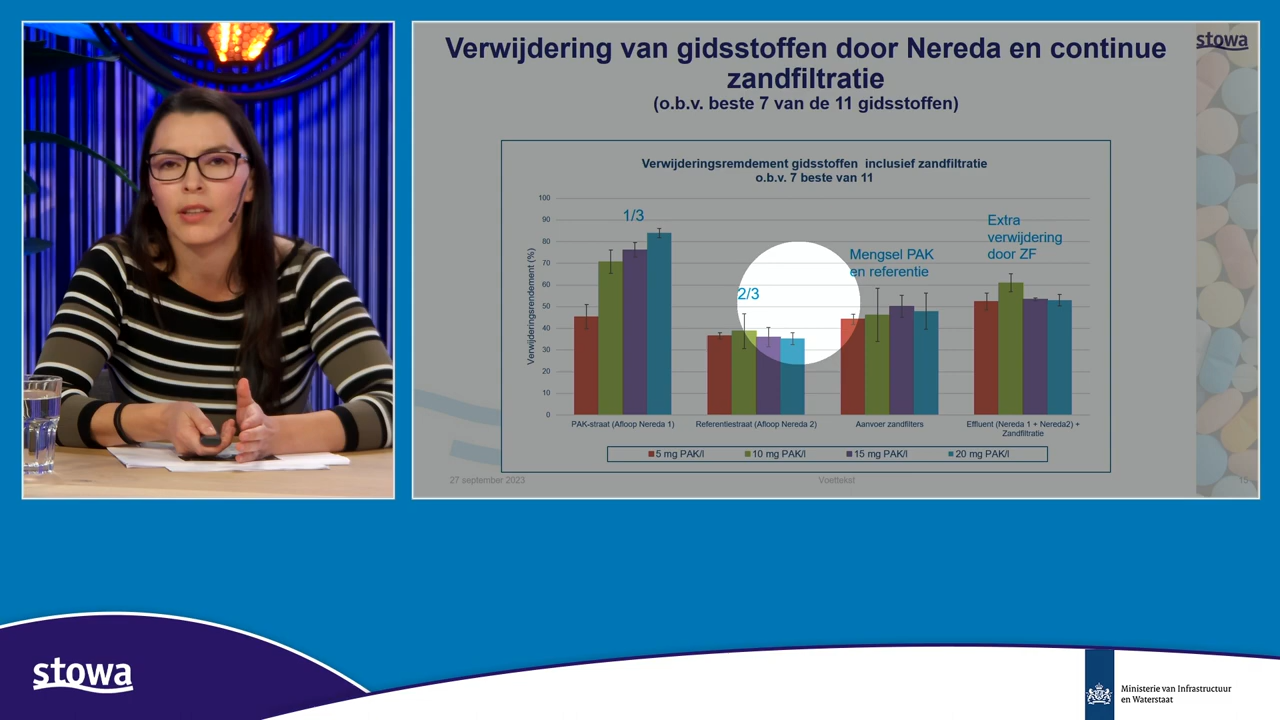 Verwijdering van gidsstoffen door Nereda en continue
zandfiltratie
(o.b.v. beste 7 van de 11 gidsstoffen)
stowa
Verwijderingsremdement gidsstoffen inclusief zandfiltratie
o.b.v. 7 beste van 11
Verwijderingsrendement (%)
100
90
80
70
60
50
40
30
20
10
0
1/3
2/3
Mengsel PAK
en referentie
Extra
verwijdering
door ZF
PAK-straat (Afloop Nereda 1)
Referentiestraat (Afloop Nereda 2)
Aanvoer zandfilters
Effluent (Nereda 1 + Nereda2) +
Zandfiltratie
5 mg PAK/l
10 mg PAK/l
15 mg PAK/l
20 mg PAK/l
27 september 2023
Voettekst
15
stowa
Ministerie van Infrastructuur
en Waterstaat